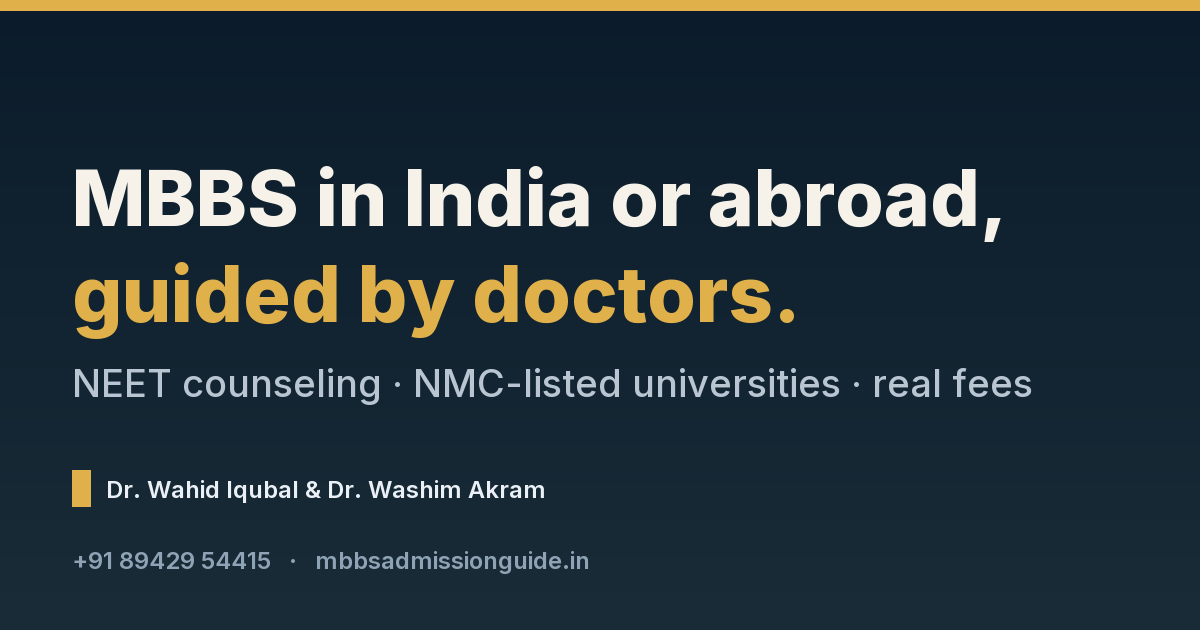 MBBS in India or abroad,
guided by doctors.
NEET counseling · NMC-listed universities · real fees
Dr. Wahid Iqubal & Dr. Washim Akram
+91 89429 54415 · mbbsadmissionguide.in